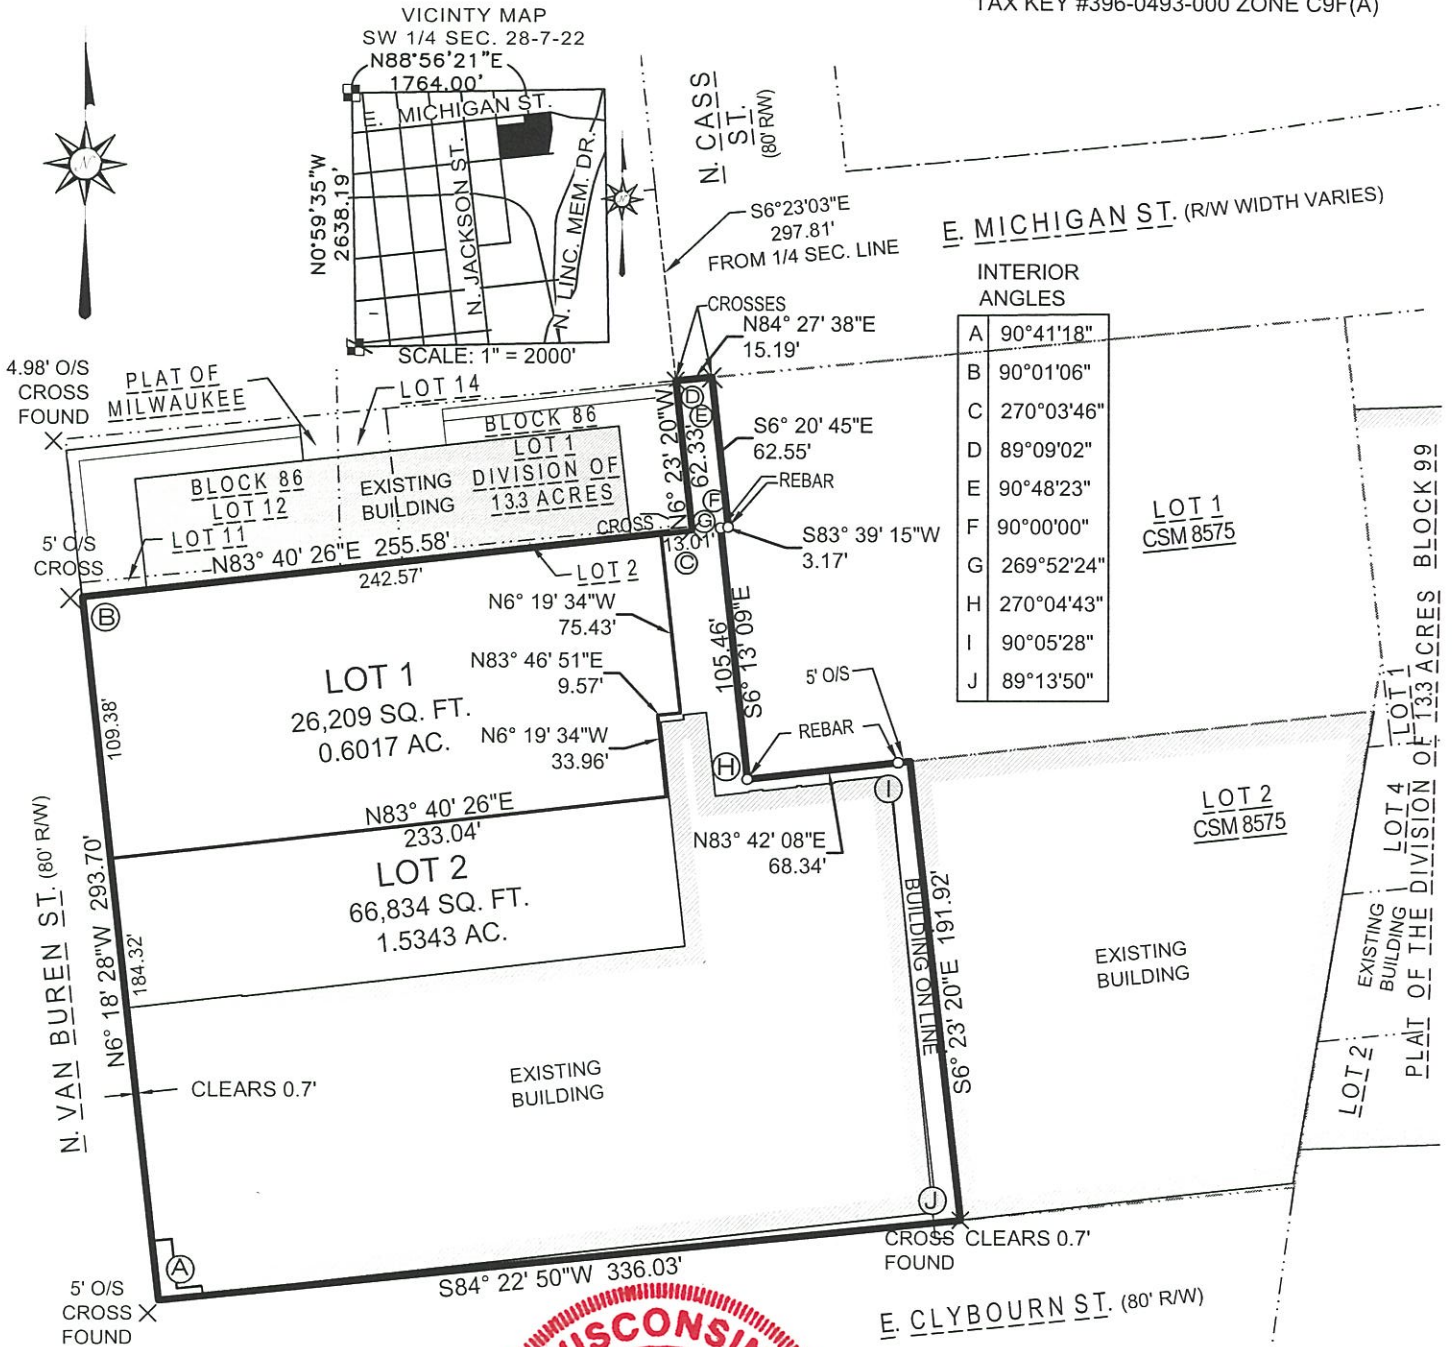 TAX KEY #396-0493-000 ZONE C9F(A)
VICINTY MAP
SW 1/4 SEC. 28-7-22
N88°56'21"E
1764.00'
E. MICHIGAN ST.
N. JACKSON ST.
N. LINC. MEM. DR.
N0°59'35"W
2638.19'
SCALE: 1" = 2000'
N
N
N. CASS
ST.
(80' R/W)
S6°23'03"E
297.81'
FROM 1/4 SEC. LINE
E. MICHIGAN ST. (R/W WIDTH VARIES)
INTERIOR
ANGLES
A 90°41'18"
B 90°01'06"
C 270°03'46"
D 89°09'02"
E 90°48'23"
F 90°00'00"
G 269°52'24"
H 270°04'43"
I 90°05'28"
J 89°13'50"
CROSSES
N84° 27' 38"E
15.19'
4.98' O/S
CROSS
FOUND
PLAT OF
MILWAUKEE
LOT 14
BLOCK 86
LOT 1
DIVISION OF
13.3 ACRES
BLOCK 86
LOT 12
EXISTING
BUILDING
LOT 11
N6° 23' 20"W
62.33'
D
E
F
G
C
S6° 20' 45"E
62.55'
REBAR
CROSS
13.01'
S83° 39' 15"W
3.17'
5' O/S
CROSS
N83° 40' 26"E 255.58'
242.57'
LOT 2
B
N6° 19' 34"W
75.43'
N83° 46' 51"E
9.57'
N6° 19' 34"W
33.96'
LOT 1
26,209 SQ. FT.
0.6017 AC.
109.38'
105.46'
S6° 13' 09"E
5' O/S
REBAR
H
I
N83° 42' 08"E
68.34'
N83° 40' 26"E
233.04'
LOT 2
66,834 SQ. FT.
1.5343 AC.
LOT 1
CSM 8575
LOT 2
CSM 8575
EXISTING
BUILDING
LOT 1
LOT 4
PLAT OF THE DIVISION OF 13.3 ACRES BLOCK 99
EXISTING
BUILDING
LOT 2
N. VAN BUREN ST. (80' R/W)
N6° 18' 28"W 293.70'
184.32'
CLEARS 0.7'
EXISTING
BUILDING
BUILDING ON LINE
S6° 23' 20"E 191.92'
J
CROSS
FOUND
CLEARS 0.7'
A
5' O/S
CROSS
FOUND
S84° 22' 50"W 336.03'
E. CLYBOURN ST. (80' R/W)
WISCONSIN